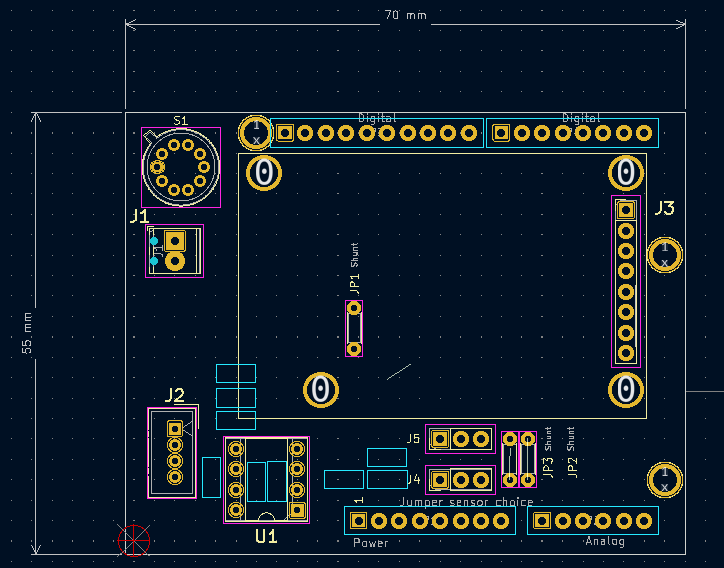 70 mm
S1
1
x
Digital
Digital
0
0
J1
J1
J3
1
x
55 mm
JP1 Shunt
0
0
J2
J5
JP3 Shunt
JP2 Shunt
J4
1
x
1
Jumper sensor choice
U1
Power
Analog